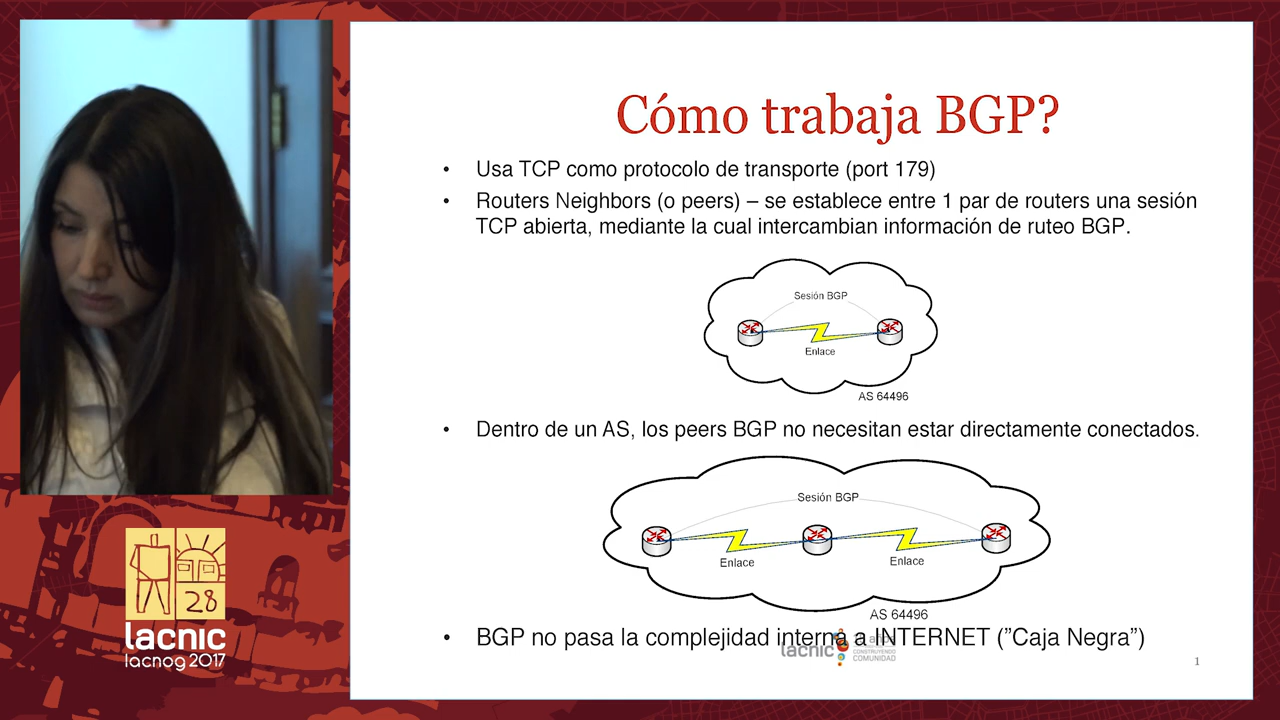 Cómo trabaja BGP?
• Usa TCP como protocolo de transporte (port 179)
• Routers Neighbors (o peers) – se establece entre 1 par de routers una sesión
TCP abierta, mediante la cual intercambian información de ruteo BGP.
Sesión BGP
Enlace
AS 64496
• Dentro de un AS, los peers BGP no necesitan estar directamente conectados.
Sesión BGP
Enlace
Enlace
AS 64496
• BGP no pasa la complejidad interna a INTERNET (”Caja Negra”)
lacnic
CONSTRUYENDO
COMUNIDAD
1
28
lacnic
lacnog 2017